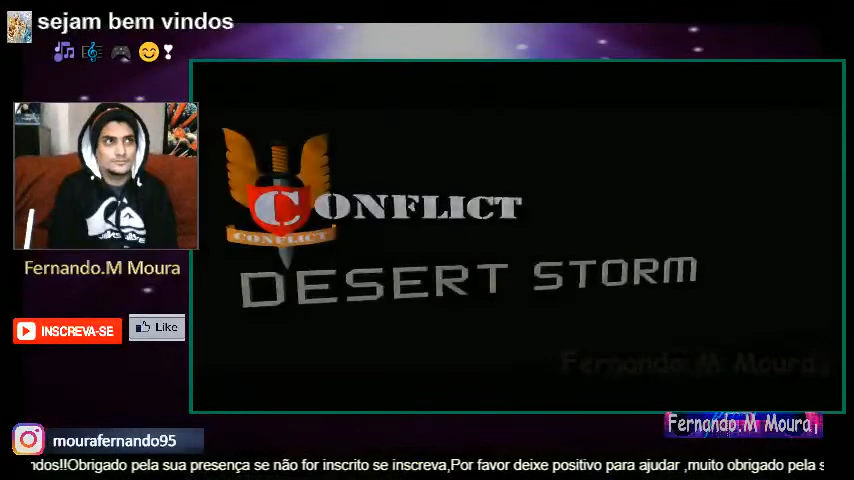 sejam bem vindos
CONFLICT
CONFLICT
DESERT STORM
Fernando.M Moura
Fernando.M Moura
INSCREVA-SE
Like
Fernando.M Moura
mourafernando95
!!Obrigado pela sua presença se não for inscrito se inscreva,Por favor deixe positivo para ajudar ,muito obrigado pela